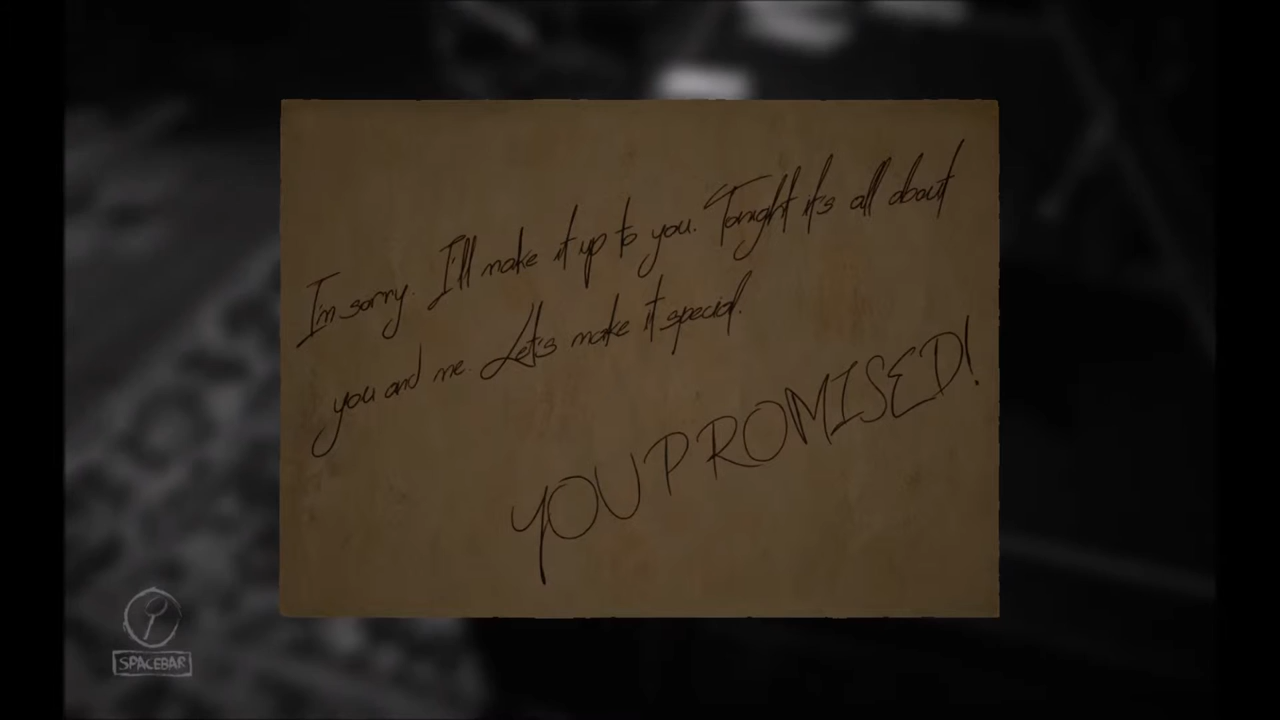 I'm sorry. I'll make it up to you. Tonight it's all about
you and me. Let's make it special.
YOU PROMISED!
SPACEBAR